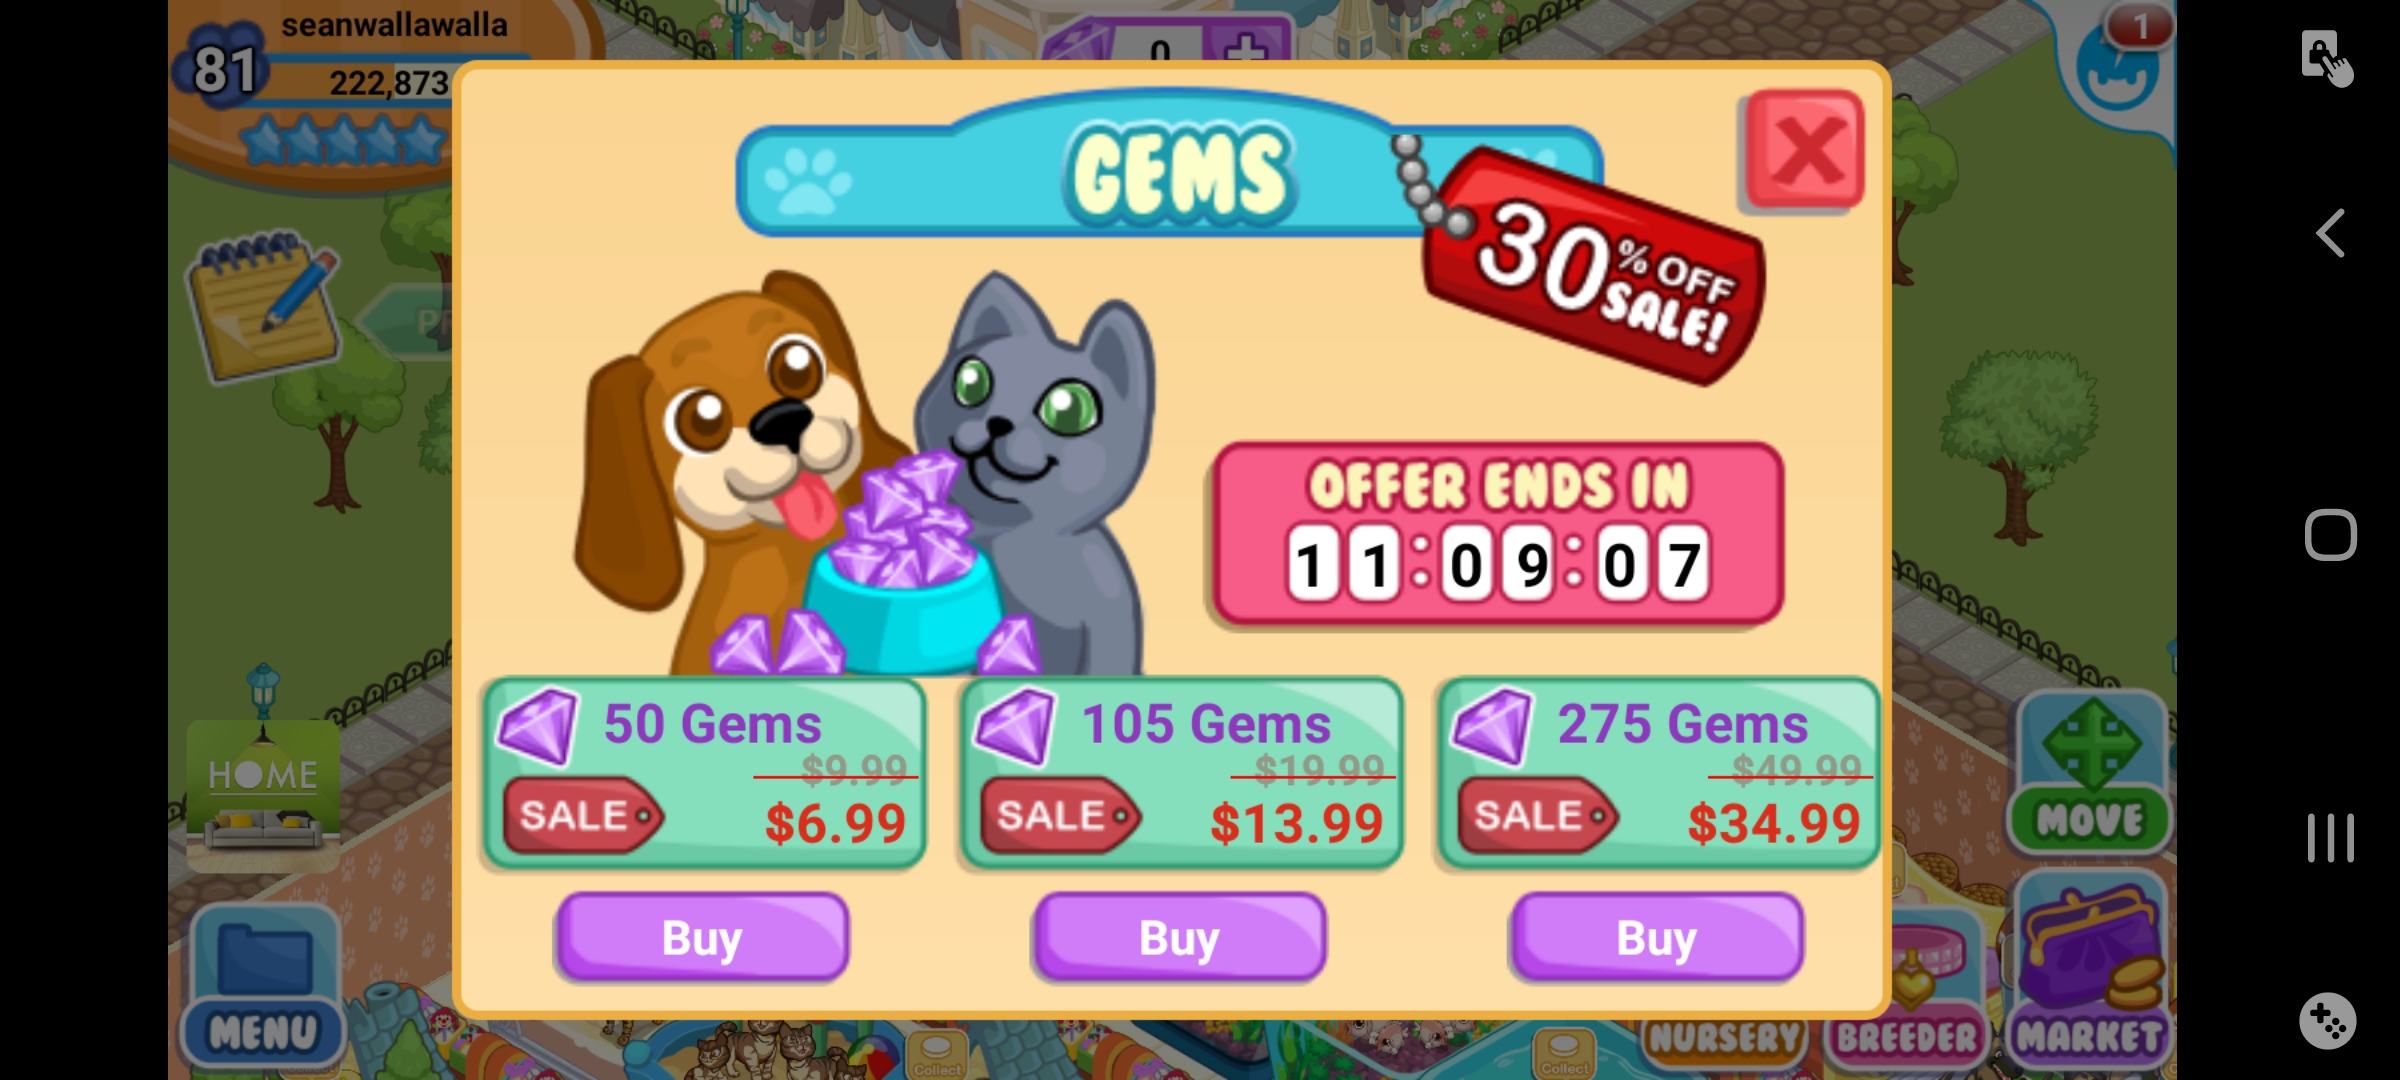 seanwallawalla
81
222,873
0
1
GEMS
30% OFF
SALE!
OFFER ENDS IN
11:09:07
50 Gems
$9.99
SALE
$6.99
105 Gems
$19.99
SALE
$13.99
275 Gems
$49.99
SALE
$34.99
Buy
Buy
Buy
HOME
MOVE
MENU
NURSERY
BREEDER
MARKET
Collect
Collect